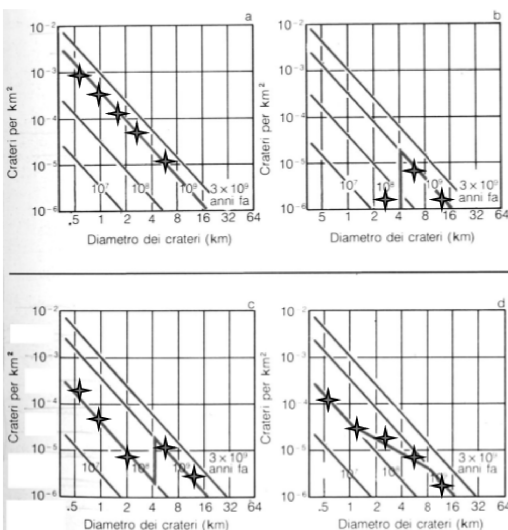 a
10⁻²
10⁻³
10⁻⁴
10⁻⁵
10⁻⁶
Crateri per km²
10⁷
10⁸
10⁹
3 × 10⁹
anni fa
.5 1 2 4 8 16 32 64
Diametro dei crateri (km)
b
10⁻²
10⁻³
10⁻⁴
10⁻⁵
10⁻⁶
Crateri per km²
10⁷
10⁸
10⁹
3 × 10⁹
anni fa
.5 1 2 4 8 16 32 64
Diametro dei crateri (km)
c
10⁻²
10⁻³
10⁻⁴
10⁻⁵
10⁻⁶
Crateri per km²
10⁷
10⁸
10⁹
3 × 10⁹
anni fa
.5 1 2 4 8 16 32 64
Diametro dei crateri (km)
d
10⁻²
10⁻³
10⁻⁴
10⁻⁵
10⁻⁶
Crateri per km²
10⁷
10⁸
3 × 10⁹
anni fa
.5 1 2 4 8 16 32 64
Diametro dei crateri (km)